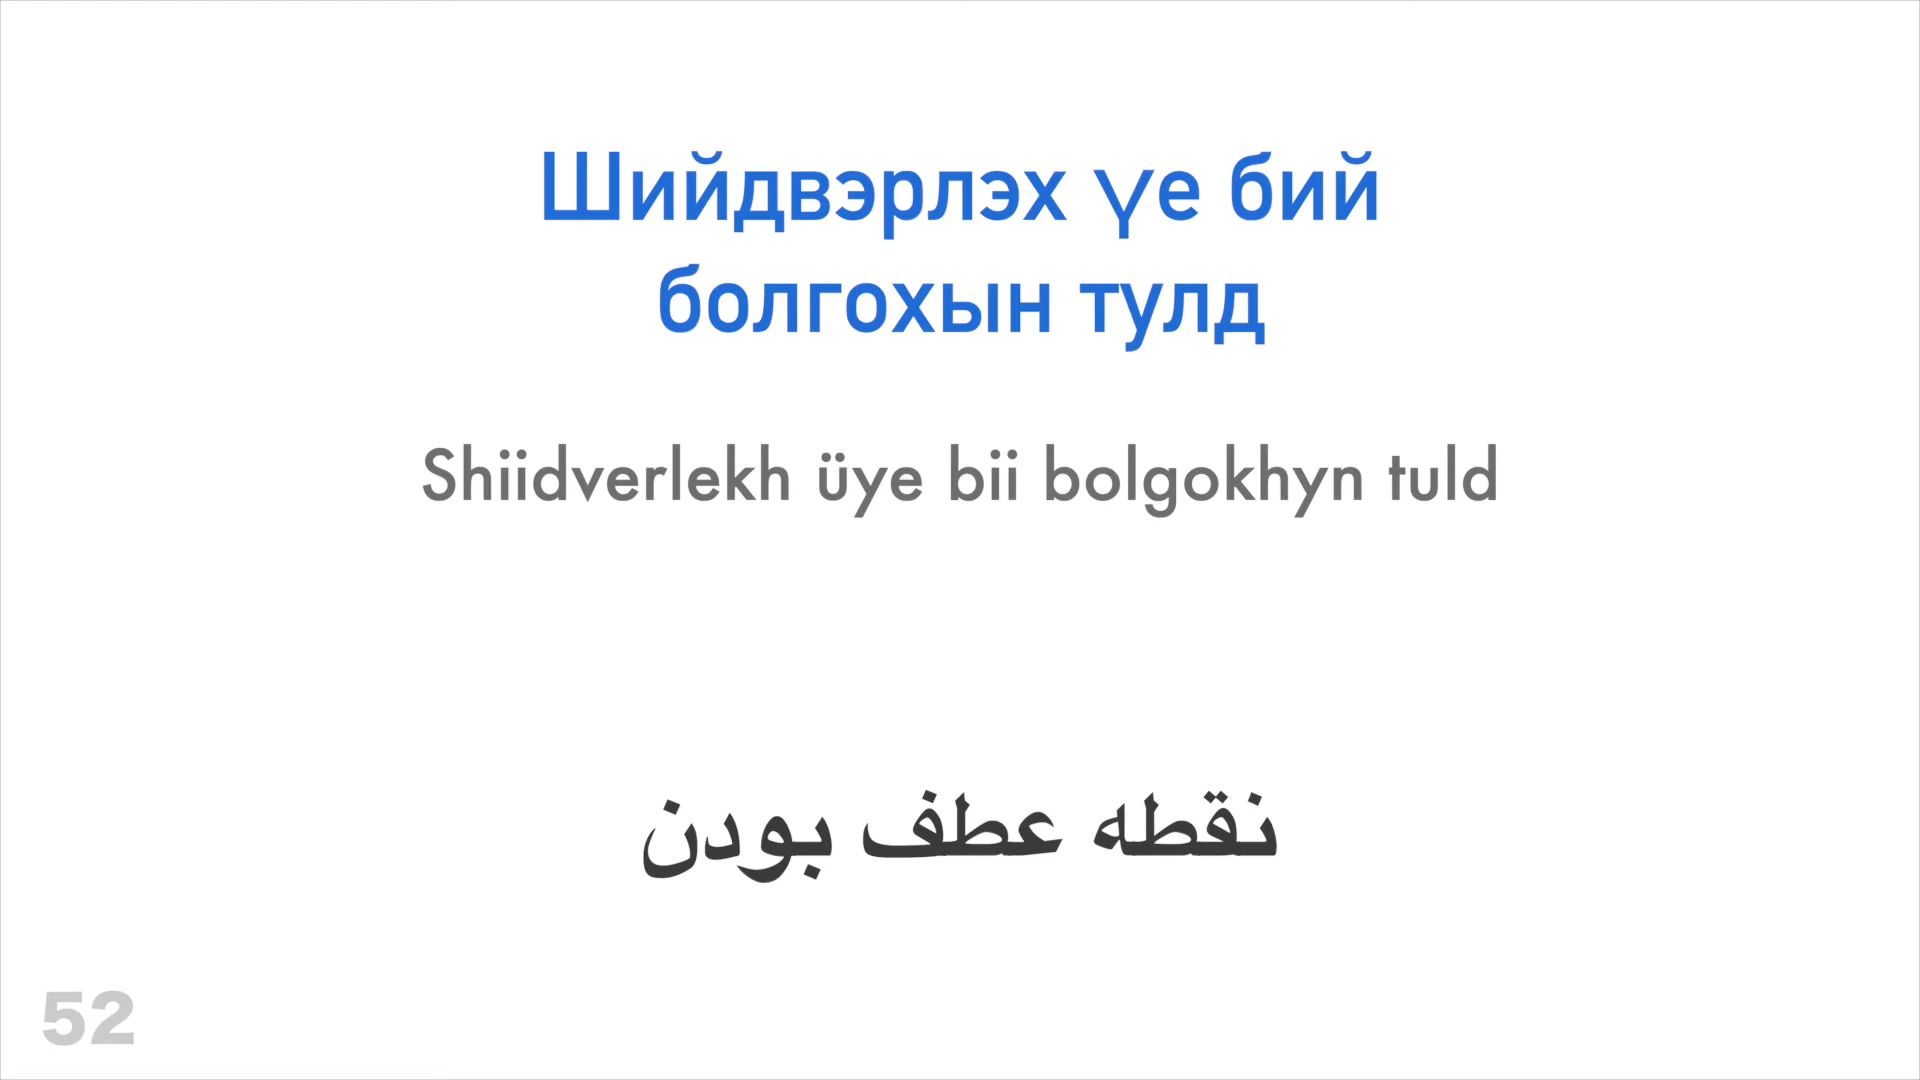 Шийдвэрлэх үе бий
болгохын тулд
Shiidverlekh üye bii bolgokhyn tuld
نقطه عطف بودن
52